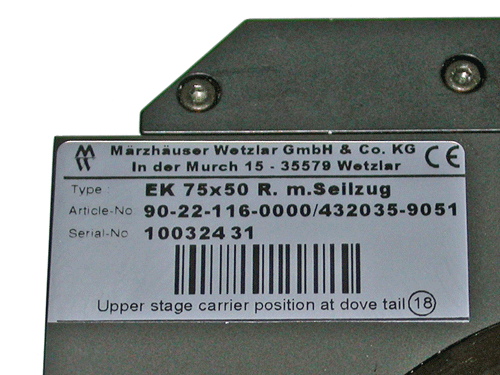 Märzhäuser Wetzlar GmbH & Co. KG
In der Murch 15 - 35579 Wetzlar
CE
Type : EK 75x50 R. m.Seilzug
Article-No 90-22-116-0000/432035-9051
Serial-No 10032431
Upper stage carrier position at dove tail 18